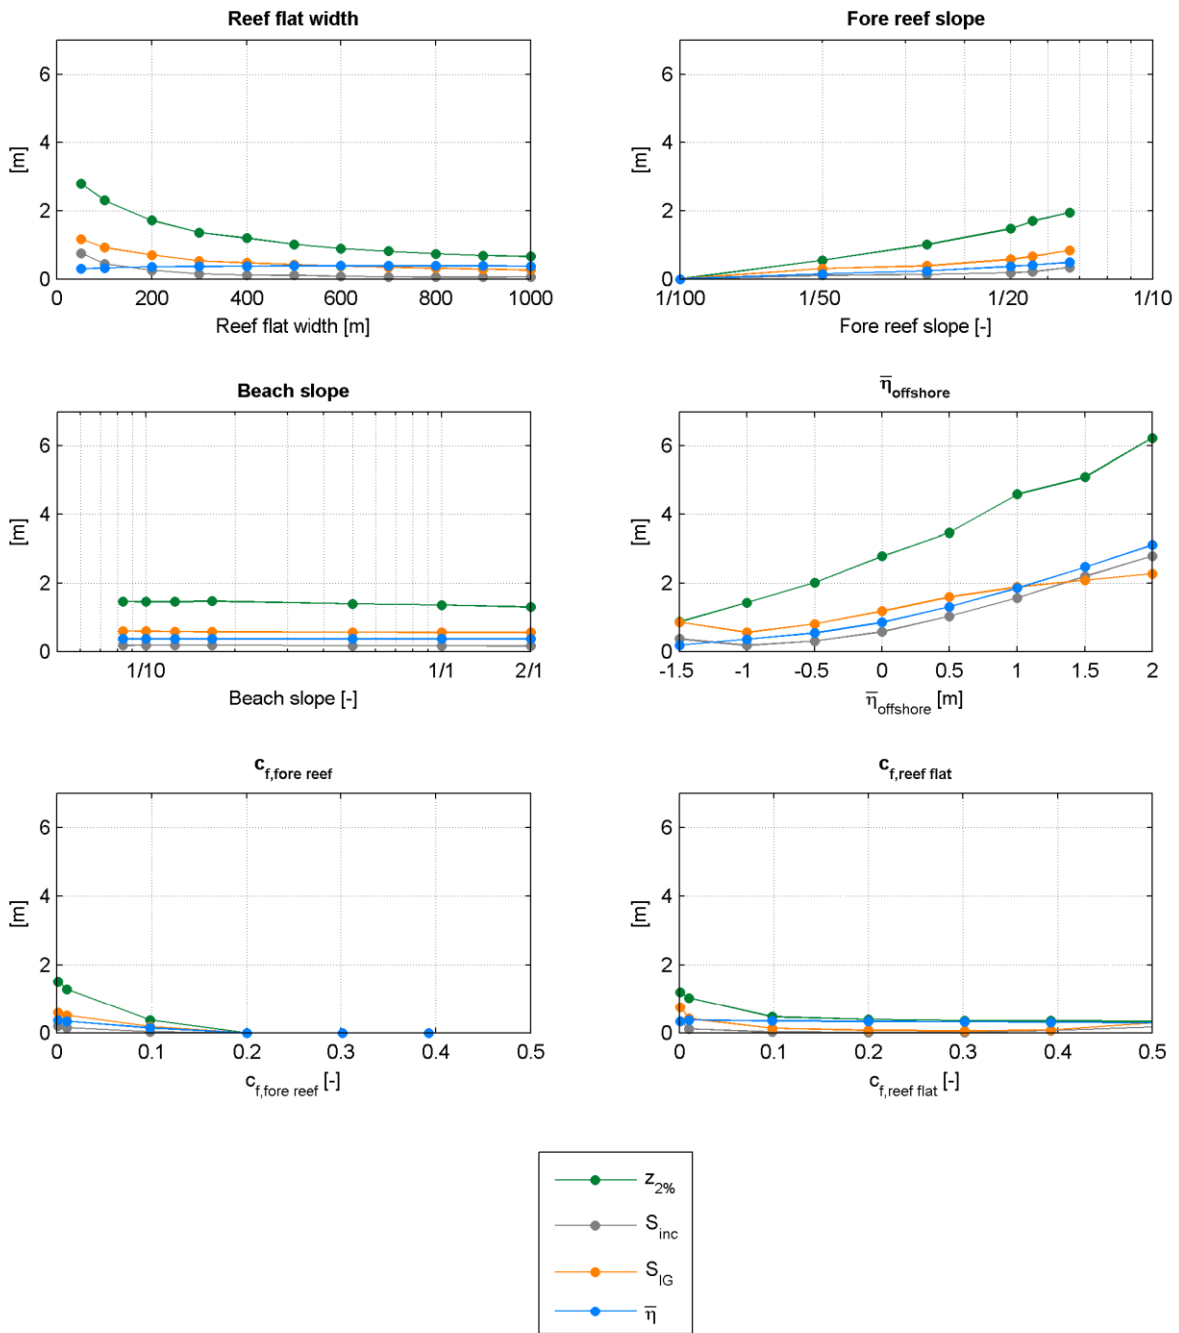 Reef flat width
6
4
2
0
[m]
0 200 400 600 800 1000
Reef flat width [m]
Fore reef slope
6
4
2
0
[m]
1/100 1/50 1/20 1/10
Fore reef slope [-]
Beach slope
6
4
2
0
[m]
1/10 1/1 2/1
Beach slope [-]
η̅offshore
6
4
2
0
[m]
-1.5 -1 -0.5 0 0.5 1 1.5 2
η̅offshore [m]
cf,fore reef
6
4
2
0
[m]
0 0.1 0.2 0.3 0.4 0.5
cf,fore reef [-]
cf,reef flat
6
4
2
0
[m]
0 0.1 0.2 0.3 0.4 0.5
cf,reef flat [-]
z2%
Sinc
SIG
η̅